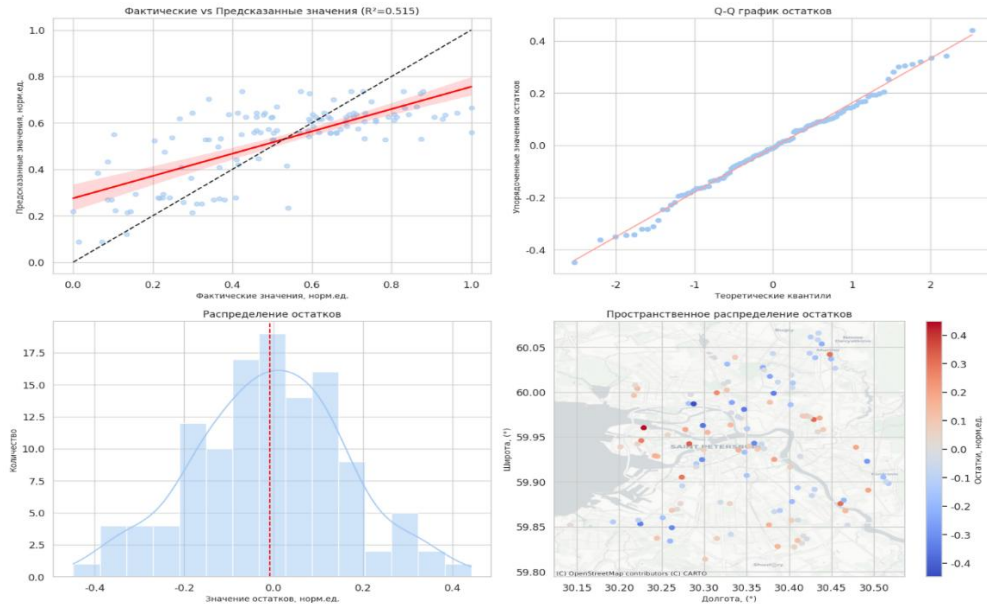 Фактические vs Предсказанные значения (R²=0.515)
Предсказанные значения, норм.ед.
1.0
0.8
0.6
0.4
0.2
0.0
0.0 0.2 0.4 0.6 0.8 1.0
Фактические значения, норм.ед.
Q-Q график остатков
Упорядоченные значения остатков
0.4
0.2
0.0
-0.2
-0.4
-2 -1 0 1 2
Теоретические квантили
Распределение остатков
Количество
17.5
15.0
12.5
10.0
7.5
5.0
2.5
0.0
-0.4 -0.2 0.0 0.2 0.4
Значение остатков, норм.ед.
Пространственное распределение остатков
Широта, (°)
60.05
60.00
59.95
59.90
59.85
59.80
SAINT PETERSBURG
(C) OpenStreetMap contributors (C) CARTO
30.15 30.20 30.25 30.30 30.35 30.40 30.45 30.50
Долгота, (°)
0.4
0.3
0.2
0.1
0.0
-0.1
-0.2
-0.3
-0.4
Остатки, норм.ед.